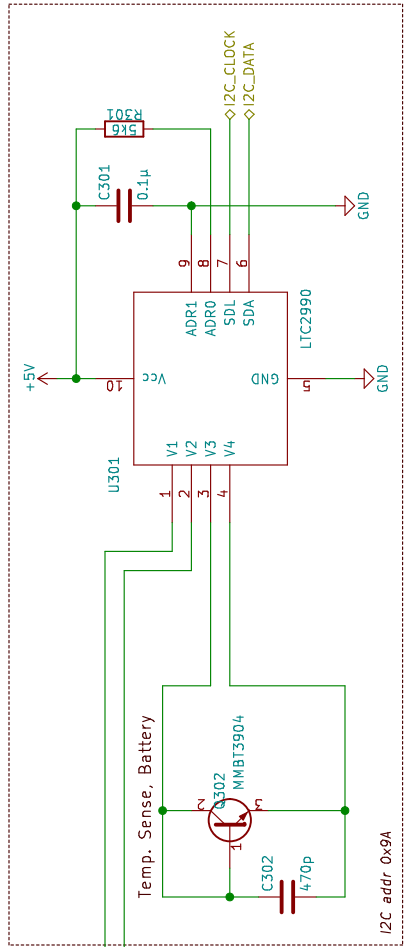 I2C_CLOCK
I2C_DATA
R301
5k6
C301
0.1µ
GND
9
8
7
6
ADR1
ADR0
SDL
SDA
LTC2990
+5V
10
Vcc
GND
5
GND
U301
V1
V2
V3
V4
1
2
3
4
Temp. Sense, Battery
Q302
MMBT3904
2
3
1
C302
470p
I2C addr 0x9A